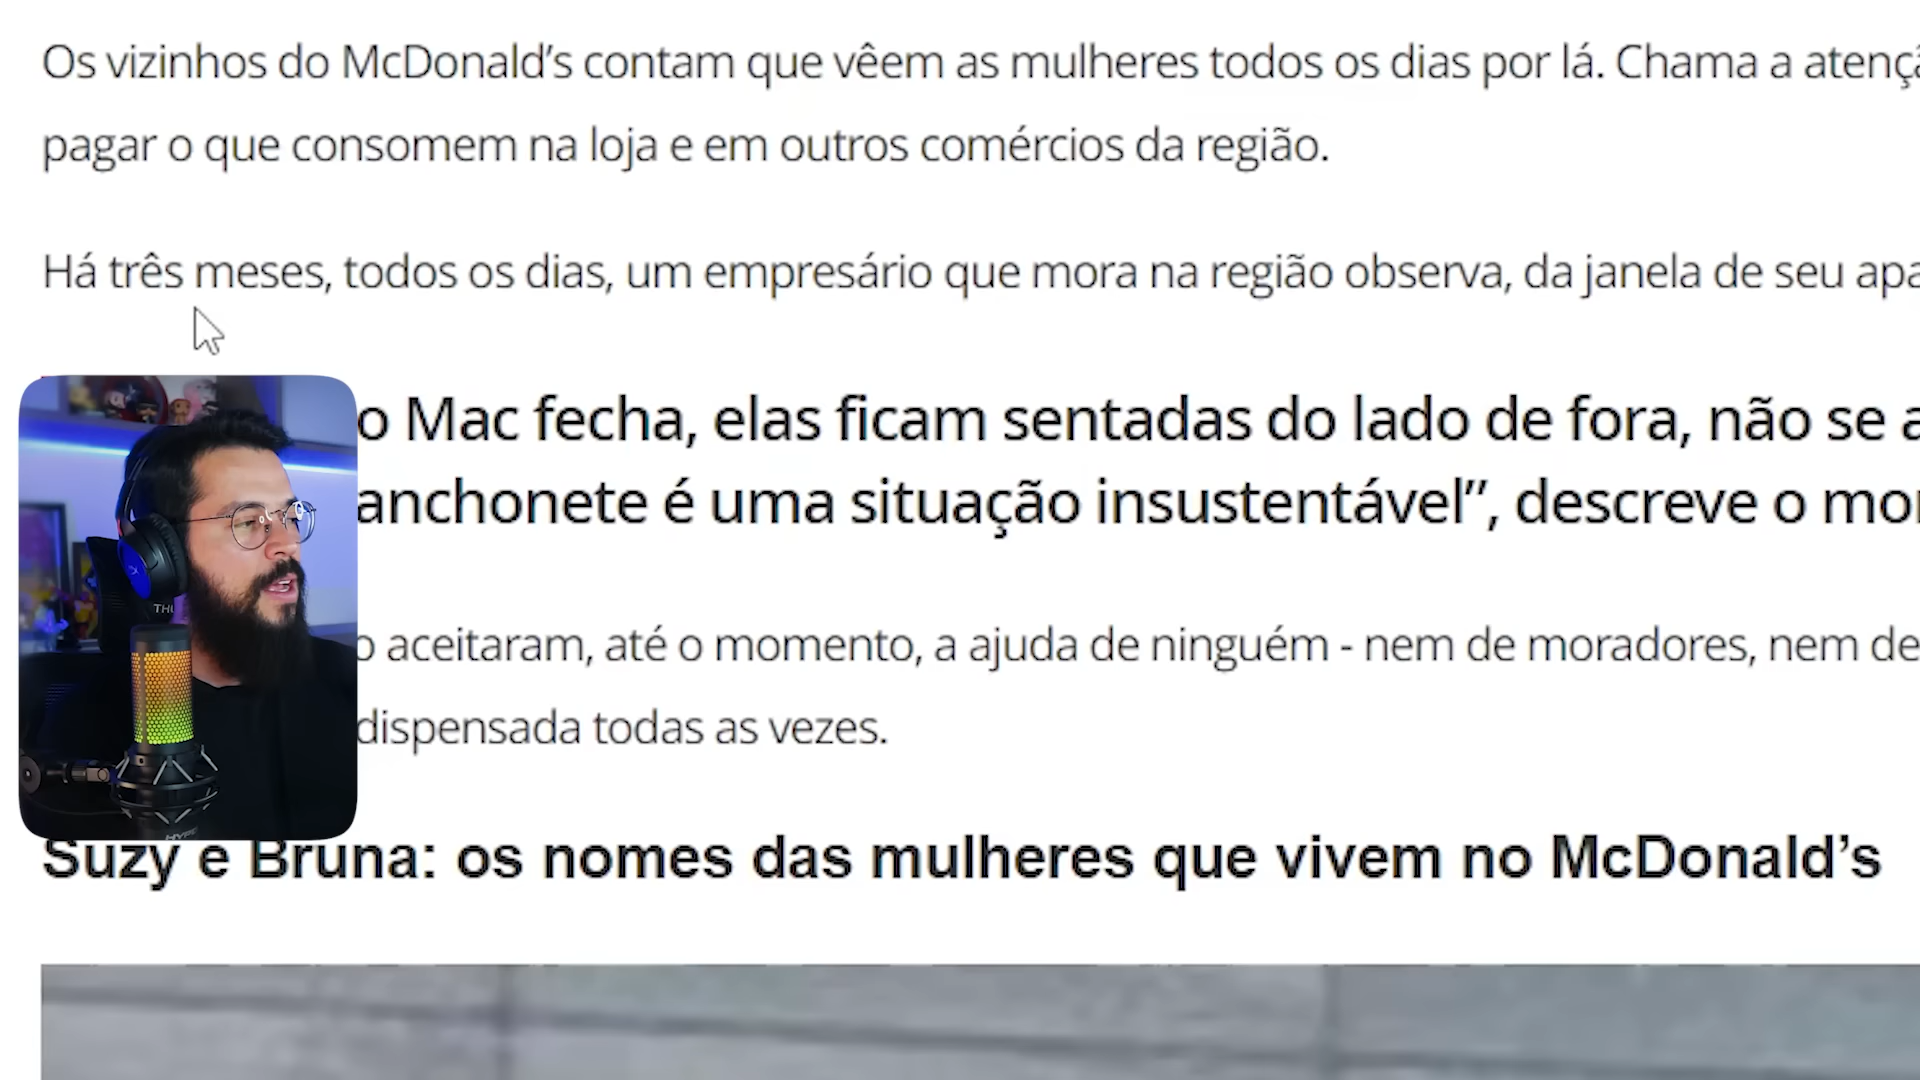 Os vizinhos do McDonald’s contam que vêem as mulheres todos os dias por lá. Chama a
pagar o que consomem na loja e em outros comércios da região.
Há três meses, todos os dias, um empresário que mora na região observa, da janela de seu
o Mac fecha, elas ficam sentadas do lado de fora, não se
anchonete é uma situação insustentável”, descreve o
o aceitaram, até o momento, a ajuda de ninguém - nem de moradores, nem de
dispensada todas as vezes.
Suzy e Bruna: os nomes das mulheres que vivem no McDonald’s